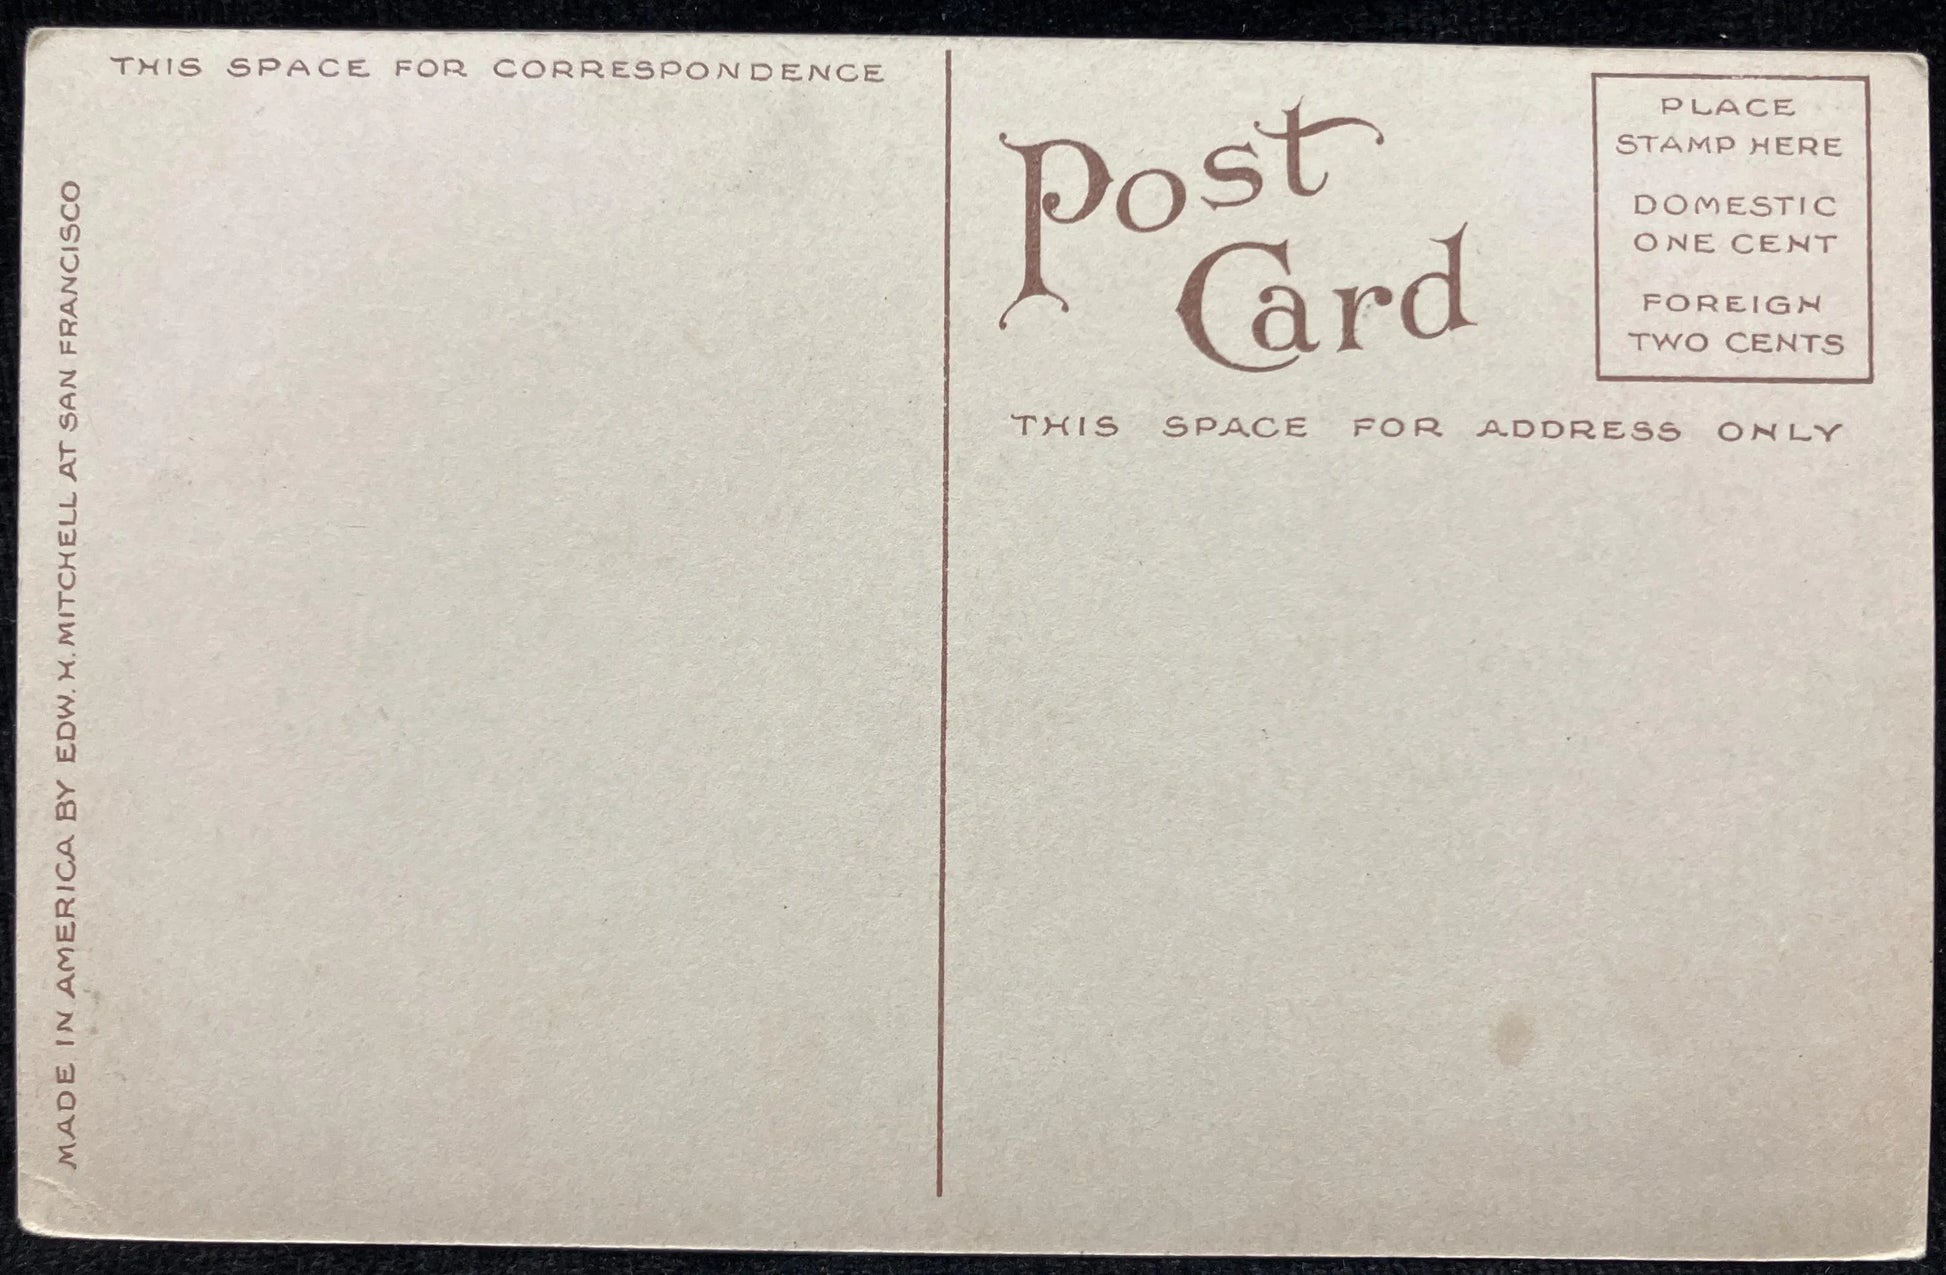 THIS SPACE FOR CORRESPONDENCE
MADE IN AMERICA BY EDW. H. MITCHELL AT SAN FRANCISCO
Post
Card
PLACE
STAMP HERE
DOMESTIC
ONE CENT
FOREIGN
TWO CENTS
THIS SPACE FOR ADDRESS ONLY